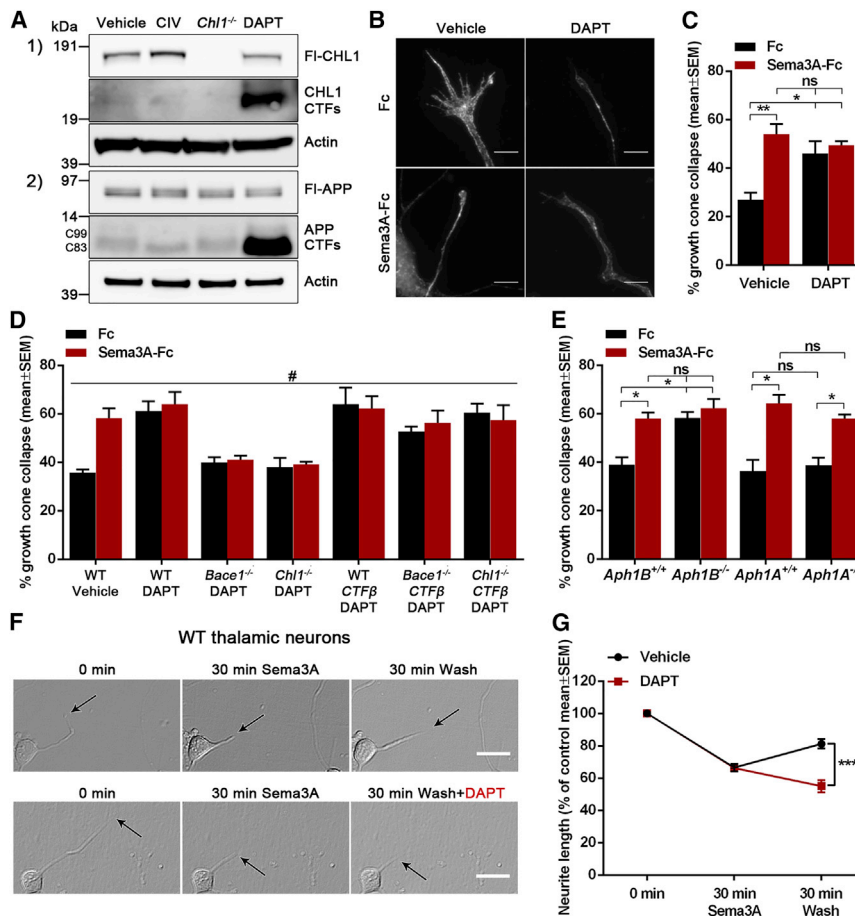 A
Vehicle CIV Chl1-/- DAPT
kDa
1)
191
Fl-CHL1
CHL1
CTFs
19
Actin
39
2)
97
Fl-APP
14
C99
C83
APP
CTFs
Actin
39
B
Vehicle DAPT
Fc
Sema3A-Fc
C
Fc
Sema3A-Fc
% growth cone collapse (mean±SEM)
80
60
40
20
0
ns
*
**
Vehicle DAPT
D
Fc
Sema3A-Fc
% growth cone collapse (mean±SEM)
80
60
40
20
0
#
WT
Vehicle
WT
DAPT
Bace1-/-
DAPT
Chl1-/-
DAPT
WT
CTFβ
DAPT
Bace1-/-
CTFβ
DAPT
Chl1-/-
CTFβ
DAPT
E
Fc
Sema3A-Fc
% growth cone collapse (mean±SEM)
80
60
40
20
0
ns
ns
ns
*
*
*
*
Aph1B+/+ Aph1B-/- Aph1A+/+ Aph1A-
F
WT thalamic neurons
0 min 30 min Sema3A 30 min Wash
0 min 30 min Sema3A 30 min Wash+DAPT
G
Vehicle
DAPT
Neurite length (% of control mean±SEM)
120
100
80
60
40
20
0
***
0 min
30 min
Sema3A
30 min
Wash